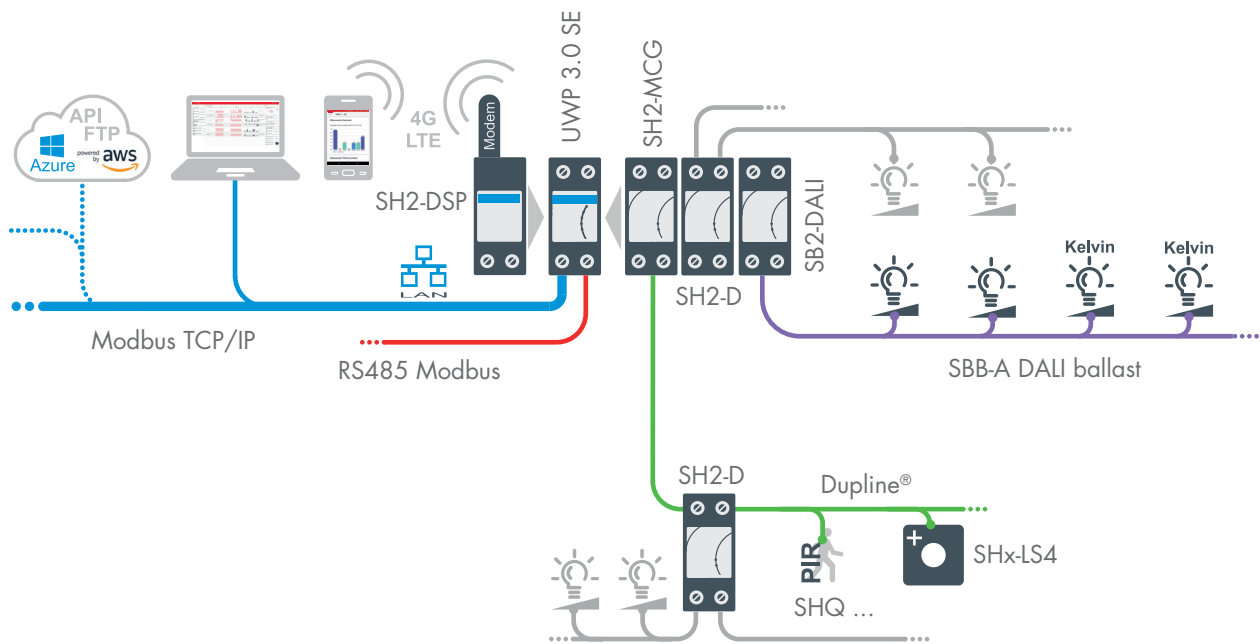 API
FTP
Azure
powered by aws
4G
LTE
Modem
SH2-DSP
UWP 3.0 SE
SH2-MCG
SH2-D
SB2-DALI
LAN
Modbus TCP/IP
RS485 Modbus
Kelvin
Kelvin
SBB-A DALI ballast
SH2-D
Dupline®
PIR
SHQ ...
+
SHx-LS4